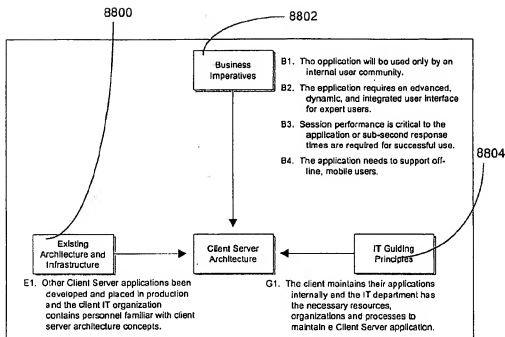 8800
8802
Business
Imperatives
B1. The opplication will be used only by an
internal user community.
B2. The epplication requires en edvanced,
dynamic, and integrated user interface
for expert users.
B3. Session performance is critical to the
application or sub-second response
times are required for successful use.
B4. The application needs to support off-
line, mobile users.
8804
Existing
Architecture and
Infrastructure
Client Server
Architecture
IT Guiding
Principles
E1. Other Client Server applications been
developed and placed in production
and the client IT organization
contains personnel familiar with client
server architecture concepts.
G1. The client maintains their applications
internally and the IT department has
the necessary resources,
organizations and processes to
maintain e Client Server application.